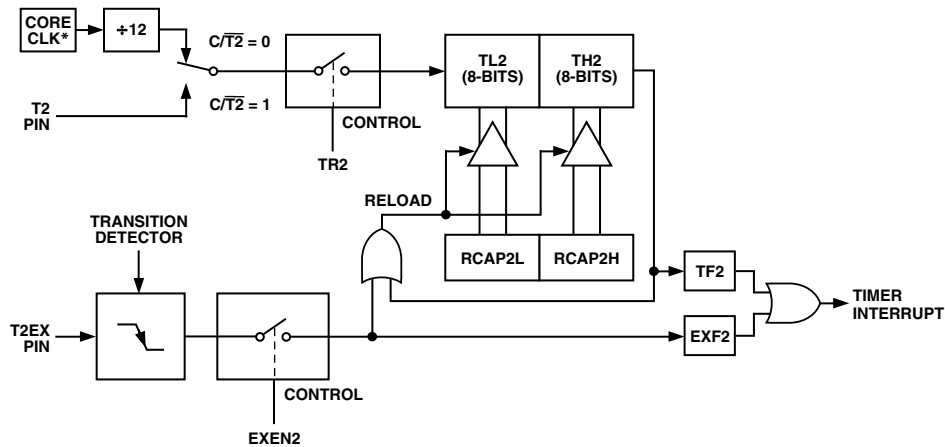 CORE
CLK*
÷12
C/T2̅ = 0
C/T2̅ = 1
T2
PIN
CONTROL
TR2
TL2
(8-BITS)
TH2
(8-BITS)
RELOAD
TRANSITION
DETECTOR
RCAP2L
RCAP2H
TF2
TIMER
INTERRUPT
T2EX
PIN
EXF2
CONTROL
EXEN2